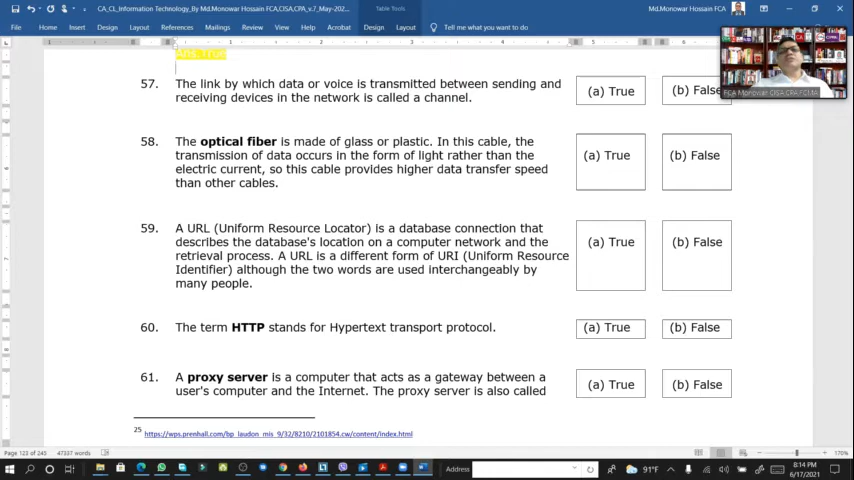 CA_CL_Information Technology_By Md.Monowar Hossain FCA,CISA,CPA_v.7_May-202...
Table Tools
Md.Monowar Hossain FCA
File
Home
Insert
Design
Layout
References
Mailings
Review
View
Help
Acrobat
Design
Layout
Tell me what you want to do
Ans True
57. The link by which data or voice is transmitted between sending and
receiving devices in the network is called a channel.
(a) True
(b) False
58. The optical fiber is made of glass or plastic. In this cable, the
transmission of data occurs in the form of light rather than the
electric current, so this cable provides higher data transfer speed
than other cables.
(a) True
(b) False
59. A URL (Uniform Resource Locator) is a database connection that
describes the database's location on a computer network and the
retrieval process. A URL is a different form of URI (Uniform Resource
Identifier) although the two words are used interchangeably by
many people.
(a) True
(b) False
60. The term HTTP stands for Hypertext transport protocol.
(a) True
(b) False
61. A proxy server is a computer that acts as a gateway between a
user's computer and the Internet. The proxy server is also called
(a) True
(b) False
25 https://wps.prenhall.com/bp_laudon_mis_9/32/8210/2101854.cw/content/index.html
FCA Monowar CISA,CPA,FCMA
Page 123 of 245
47337 words
170%
Address
91°F
8:14 PM
6/17/2021